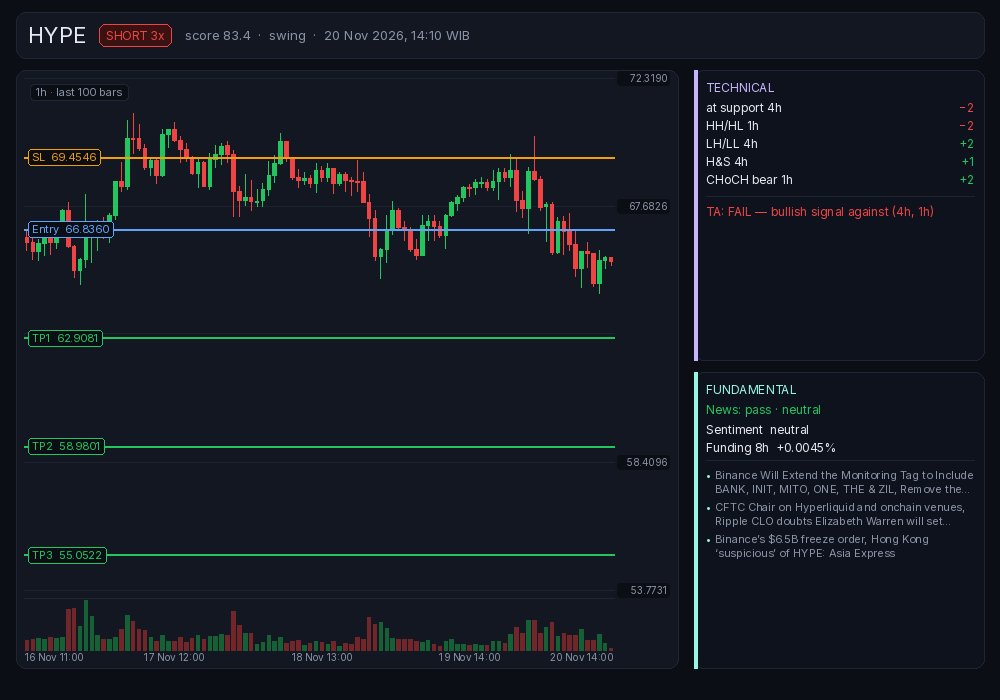 HYPE SHORT 3x score 83.4 · swing · 20 Nov 2026, 14:10 WIB
1h · last 100 bars
72.3190
SL 69.4546
67.6826
Entry 66.8360
TP1 62.9081
TP2 58.9801
58.4096
TP3 55.0522
53.7731
16 Nov 11:00 17 Nov 12:00 18 Nov 13:00 19 Nov 14:00 20 Nov 14:00
TECHNICAL
at support 4h −2
HH/HL 1h −2
LH/LL 4h +2
H&S 4h +1
CHoCH bear 1h +2
TA: FAIL — bullish signal against (4h, 1h)
FUNDAMENTAL
News: pass · neutral
Sentiment neutral
Funding 8h +0.0045%
• Binance Will Extend the Monitoring Tag to Include
BANK, INIT, MITO, ONE, THE & ZIL, Remove the…
• CFTC Chair on Hyperliquid and onchain venues,
Ripple CLO doubts Elizabeth Warren will set…
• Binance’s $6.5B freeze order, Hong Kong
‘suspicious’ of HYPE: Asia Express